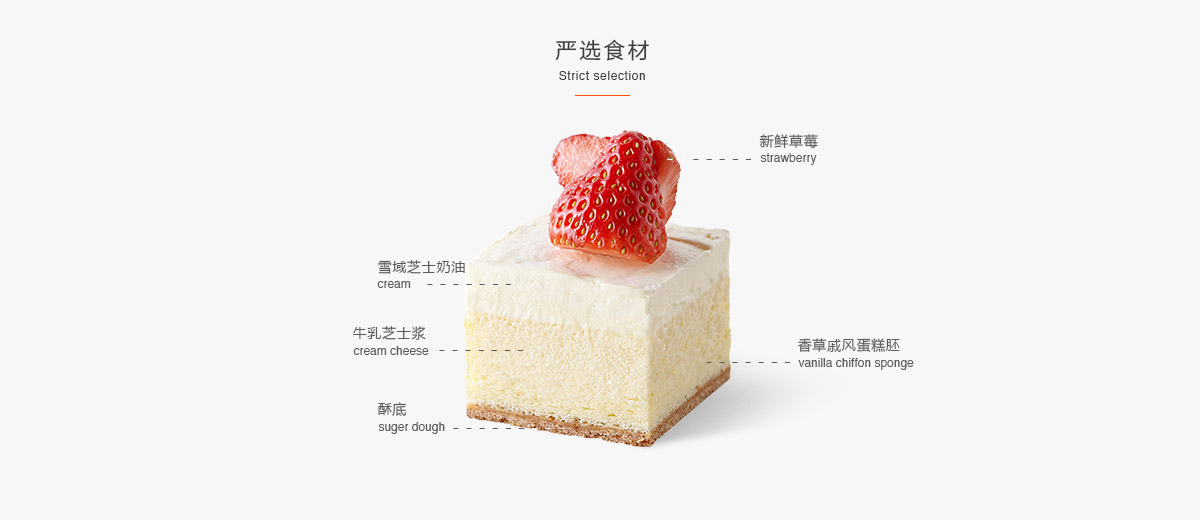 严选食材
Strict selection
新鲜草莓
strawberry
雪域芝士奶油
cream
牛乳芝士浆
cream cheese
香草戚风蛋糕胚
vanilla chiffon sponge
酥底
suger dough